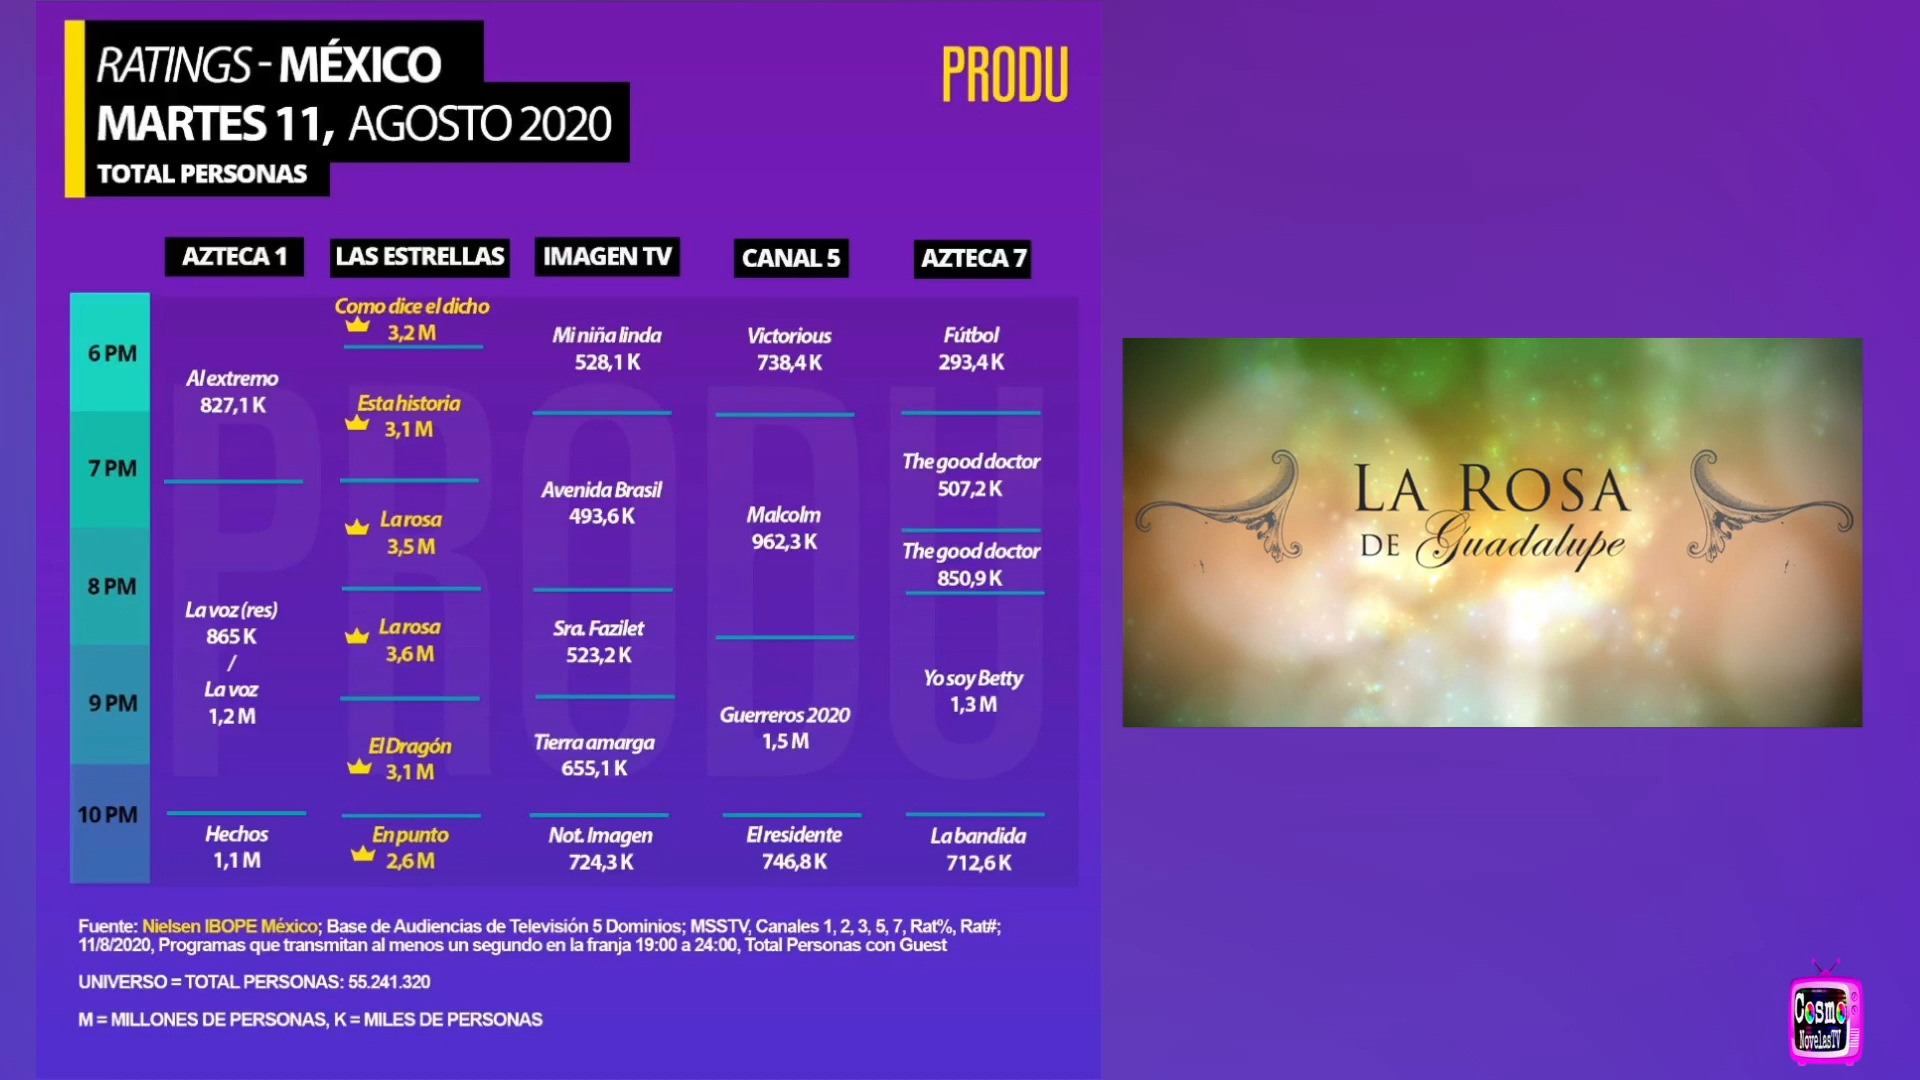 RATINGS - MÉXICO
MARTES 11, AGOSTO 2020
TOTAL PERSONAS
PRODU
AZTECA 1
LAS ESTRELLAS
IMAGEN TV
CANAL 5
AZTECA 7
6 PM
7 PM
8 PM
9 PM
10 PM
Al extremo
827,1 K
La voz (res)
865 K
/
La voz
1,2 M
Hechos
1,1 M
Como dice el dicho
3,2 M
Esta historia
3,1 M
La rosa
3,5 M
La rosa
3,6 M
El Dragón
3,1 M
En punto
2,6 M
Mi niña linda
528,1 K
Avenida Brasil
493,6 K
Sra. Fazilet
523,2 K
Tierra amarga
655,1 K
Not. Imagen
724,3 K
Victorious
738,4 K
Malcolm
962,3 K
Guerreros 2020
1,5 M
El residente
746,8 K
Fútbol
293,4 K
The good doctor
507,2 K
The good doctor
850,9 K
Yo soy Betty
1,3 M
La bandida
712,6 K
PRODU
Fuente: Nielsen IBOPE México; Base de Audiencias de Televisión 5 Dominios; MSSTV, Canales 1, 2, 3, 5, 7, Rat%, Rat#;
11/8/2020, Programas que transmitan al menos un segundo en la franja 19:00 a 24:00, Total Personas con Guest
UNIVERSO = TOTAL PERSONAS: 55.241.320
M = MILLONES DE PERSONAS, K = MILES DE PERSONAS
LA ROSA
DE Guadalupe
Cosmo
NovelasTV